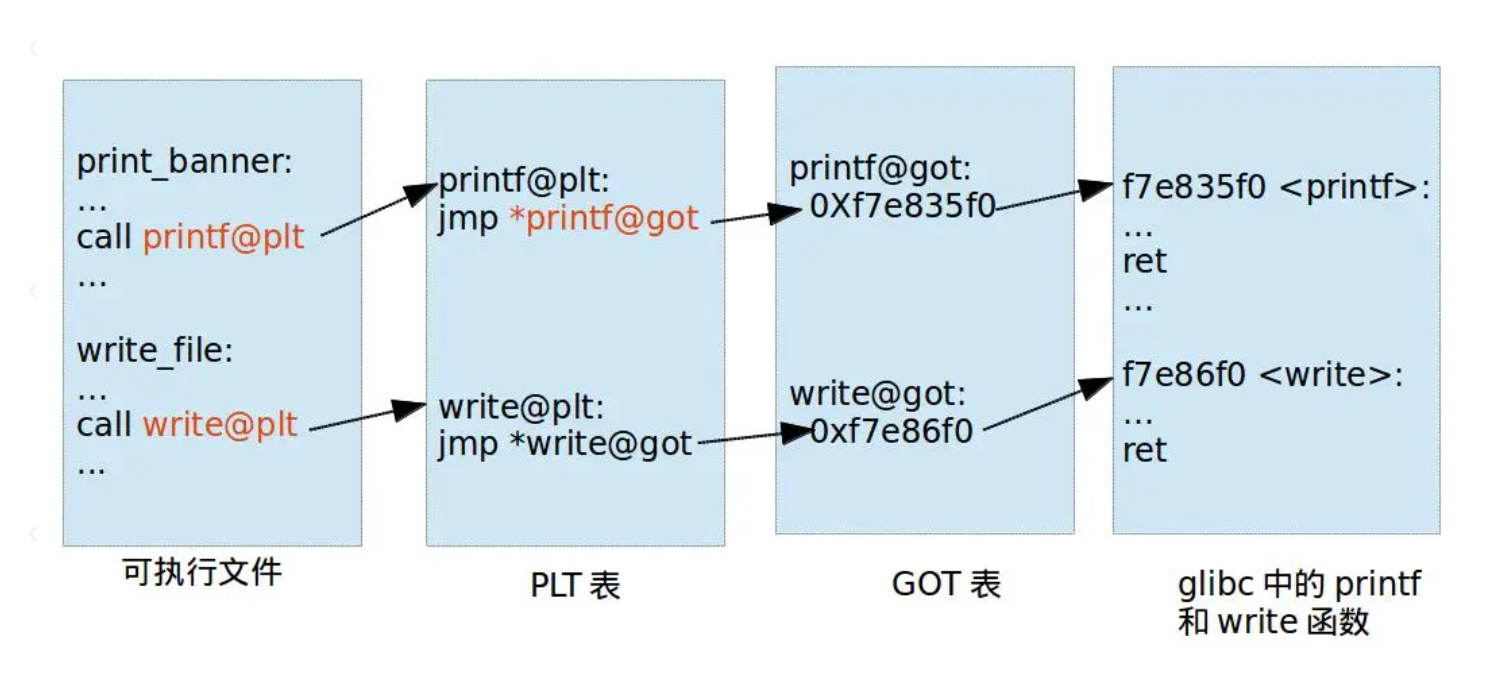 print_banner:
...
call printf@plt
...
write_file:
...
call write@plt
...
可执行文件
printf@plt:
jmp *printf@got
write@plt:
jmp *write@got
PLT 表
printf@got:
0Xf7e835f0
write@got:
0xf7e86f0
GOT 表
f7e835f0 <printf>:
...
ret
...
f7e86f0 <write>:
...
ret
glibc 中的 printf
和 write 函数